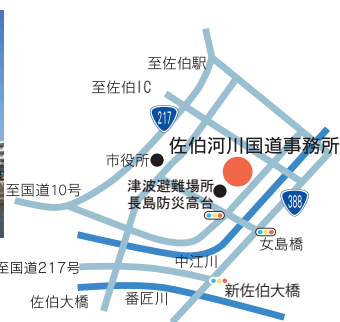 至佐伯駅
至佐伯IC
217
佐伯河川国道事務所
市役所
津波避難場所
長島防災高台
至国道10号
388
女島橋
中江川
至国道217号
新佐伯大橋
佐伯大橋
番匠川